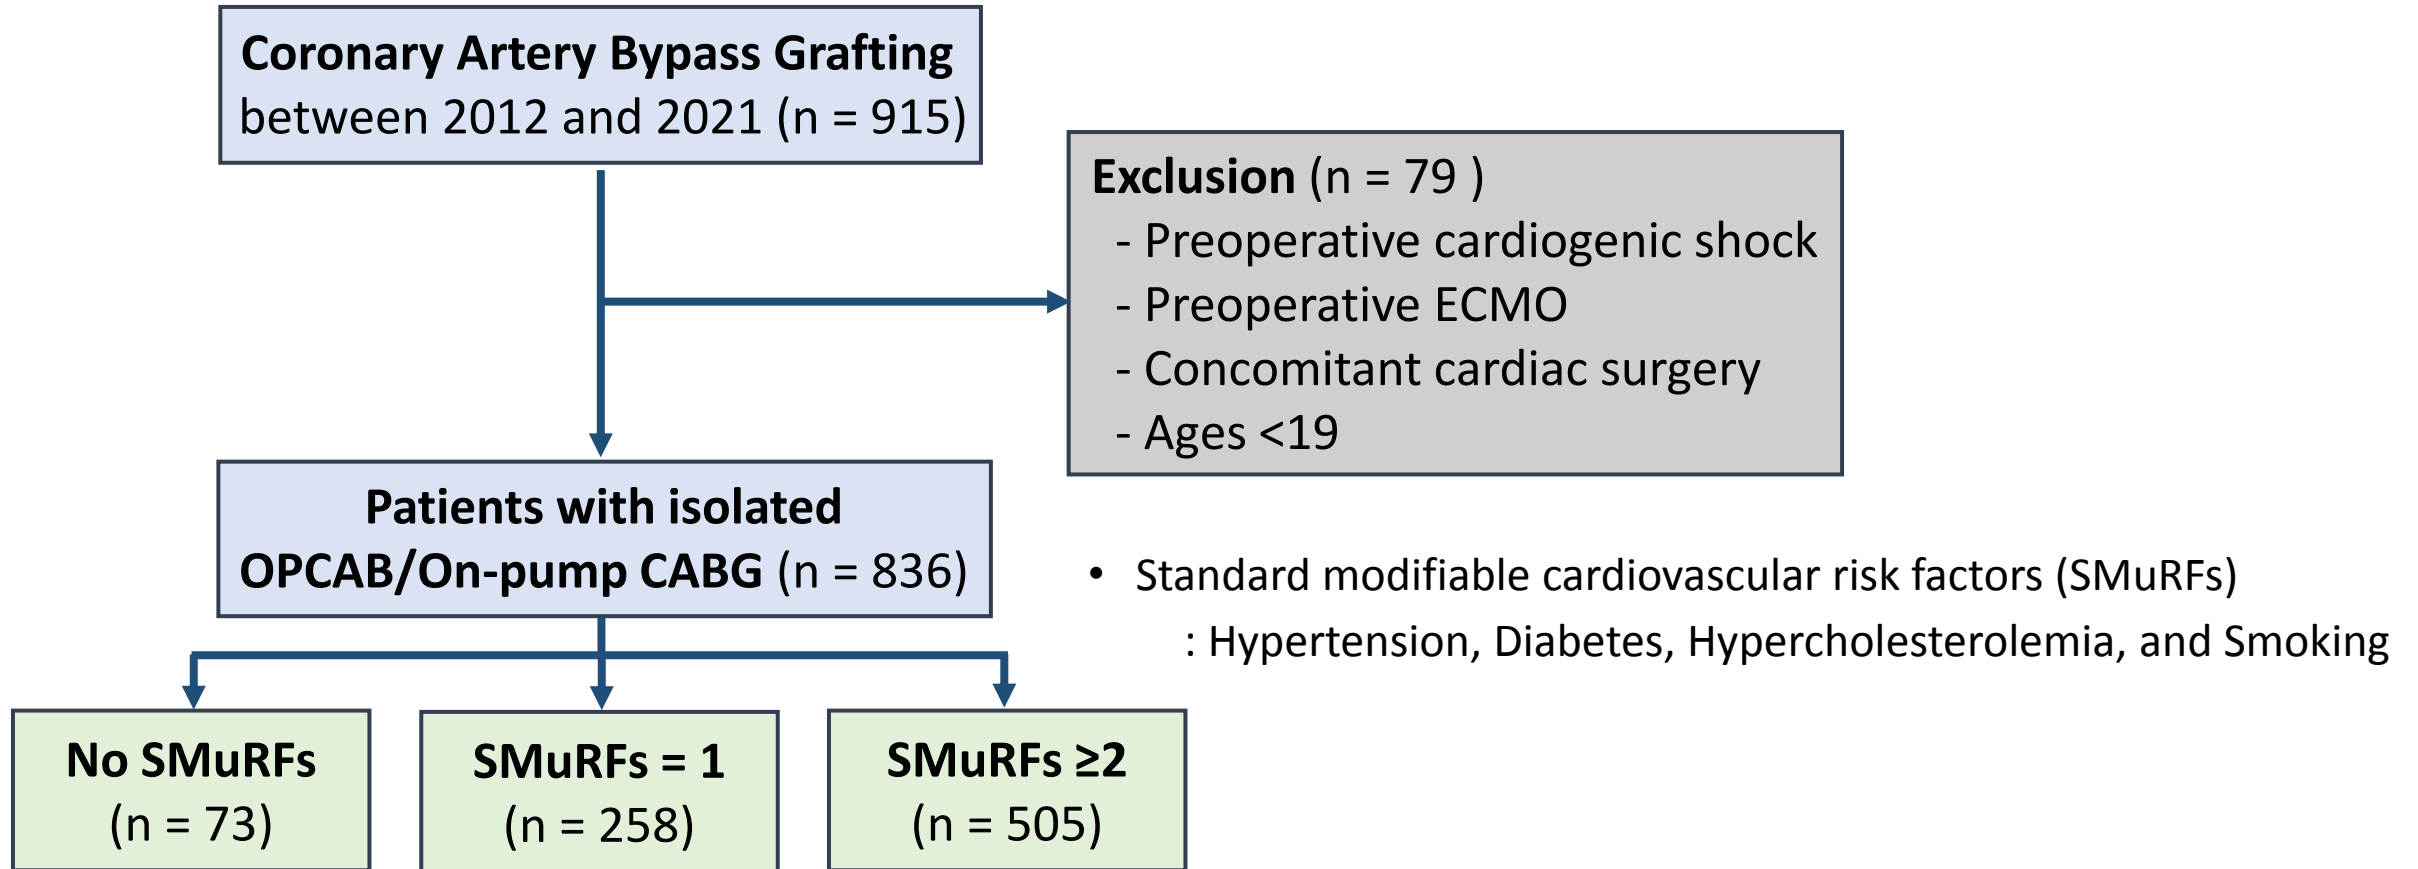 Coronary Artery Bypass Grafting
between 2012 and 2021 (n = 915)
Exclusion (n = 79 )
- Preoperative cardiogenic shock
- Preoperative ECMO
- Concomitant cardiac surgery
- Ages <19
Patients with isolated
OPCAB/On-pump CABG (n = 836)
• Standard modifiable cardiovascular risk factors (SMuRFs)
: Hypertension, Diabetes, Hypercholesterolemia, and Smoking
No SMuRFs
(n = 73)
SMuRFs = 1
(n = 258)
SMuRFs ≥2
(n = 505)